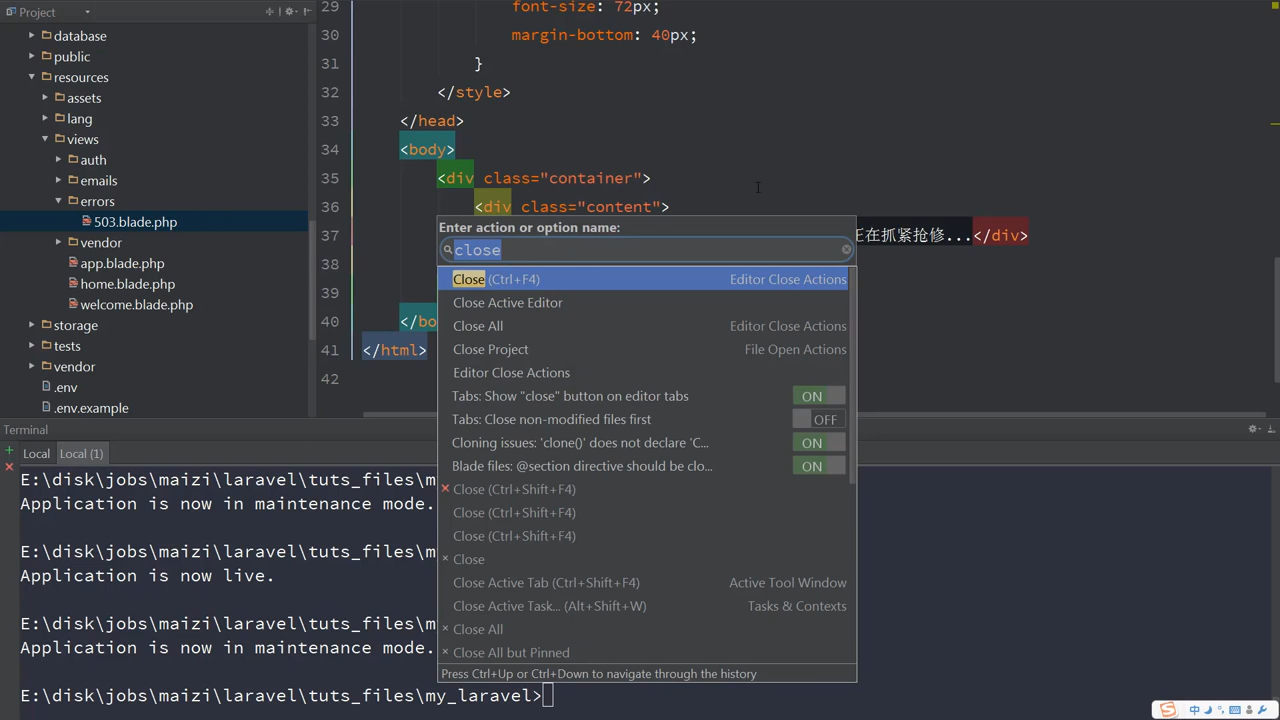 Project
database
public
resources
assets
lang
views
auth
emails
errors
503.blade.php
vendor
app.blade.php
home.blade.php
welcome.blade.php
storage
tests
vendor
.env
.env.example
29 font-size: 72px;
30 margin-bottom: 40px;
31 }
32 </style>
33 </head>
34 <body>
35 <div class="container">
36 <div class="content">
37 在抓紧抢修...</div>
38
39
40 </bo
41 </html>
42
Enter action or option name:
close
Close (Ctrl+F4) Editor Close Actions
Close Active Editor
Close All Editor Close Actions
Close Project File Open Actions
Editor Close Actions
Tabs: Show "close" button on editor tabs ON
Tabs: Close non-modified files first OFF
Cloning issues: 'clone()' does not declare 'C... ON
Blade files: @section directive should be clo... ON
Close (Ctrl+Shift+F4)
Close (Ctrl+Shift+F4)
Close (Ctrl+Shift+F4)
Close
Close Active Tab (Ctrl+Shift+F4) Active Tool Window
Close Active Task... (Alt+Shift+W) Tasks & Contexts
Close All
Close All but Pinned
Press Ctrl+Up or Ctrl+Down to navigate through the history
Terminal
Local Local (1)
E:\disk\jobs\maizi\laravel\tuts_files\m
Application is now in maintenance mode.
E:\disk\jobs\maizi\laravel\tuts_files\m
Application is now live.
E:\disk\jobs\maizi\laravel\tuts_files\m
Application is now in maintenance mode.
E:\disk\jobs\maizi\laravel\tuts_files\my_laravel>
S 中